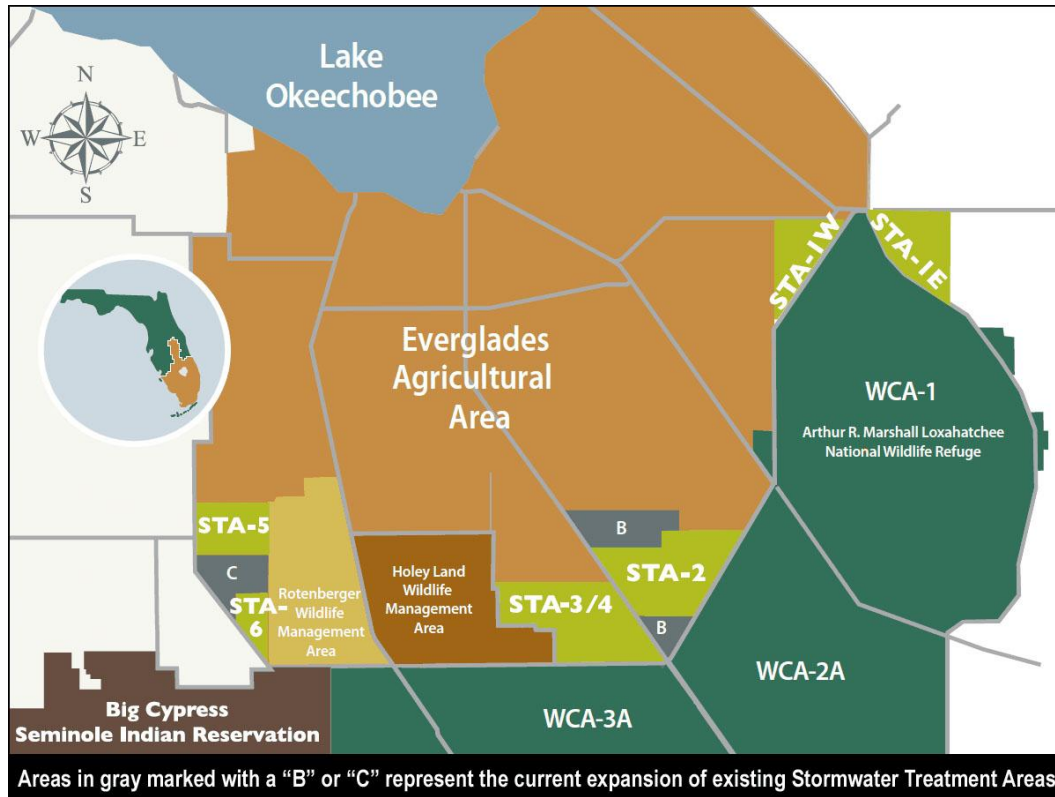 Lake
Okeechobee
N
W
E
S
STA-1W
STA-1E
Everglades
Agricultural
Area
WCA-1
Arthur R. Marshall Loxahatchee
National Wildlife Refuge
STA-5
B
C
STA-2
Holey Land
Wildlife
Management
Area
STA-3/4
STA-
6
Rotenberger
Wildlife
Management
Area
B
WCA-2A
Big Cypress
Seminole Indian Reservation
WCA-3A
Areas in gray marked with a “B” or “C” represent the current expansion of existing Stormwater Treatment Areas